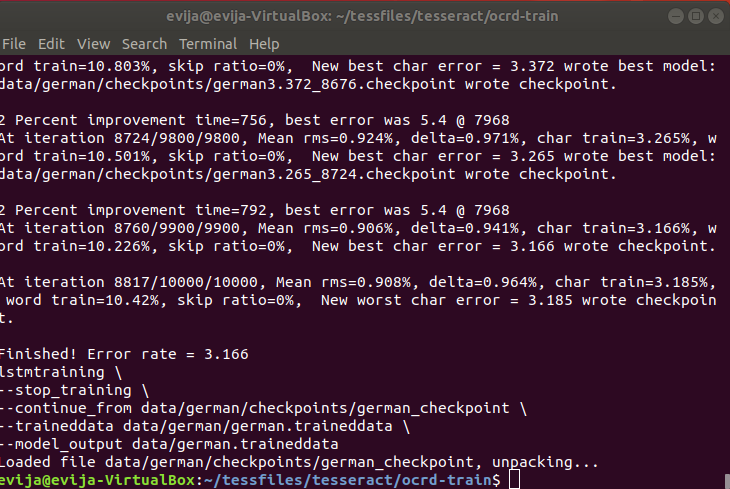 evija@evija-VirtualBox: ~/tessfiles/tesseract/ocrd-train
File Edit View Search Terminal Help
ord train=10.803%, skip ratio=0%,  New best char error = 3.372 wrote best model:
data/german/checkpoints/german3.372_8676.checkpoint wrote checkpoint.
2 Percent improvement time=756, best error was 5.4 @ 7968
At iteration 8724/9800/9800, Mean rms=0.924%, delta=0.971%, char train=3.265%, w
ord train=10.501%, skip ratio=0%,  New best char error = 3.265 wrote best model:
data/german/checkpoints/german3.265_8724.checkpoint wrote checkpoint.
2 Percent improvement time=792, best error was 5.4 @ 7968
At iteration 8760/9900/9900, Mean rms=0.906%, delta=0.941%, char train=3.166%, w
ord train=10.226%, skip ratio=0%,  New best char error = 3.166 wrote checkpoint.
At iteration 8817/10000/10000, Mean rms=0.908%, delta=0.964%, char train=3.185%,
 word train=10.42%, skip ratio=0%,  New worst char error = 3.185 wrote checkpoin
t.
Finished! Error rate = 3.166
lstmtraining \
--stop_training \
--continue_from data/german/checkpoints/german_checkpoint \
--traineddata data/german/german.traineddata \
--model_output data/german.traineddata
Loaded file data/german/checkpoints/german_checkpoint, unpacking...
evija@evija-VirtualBox:~/tessfiles/tesseract/ocrd-train$